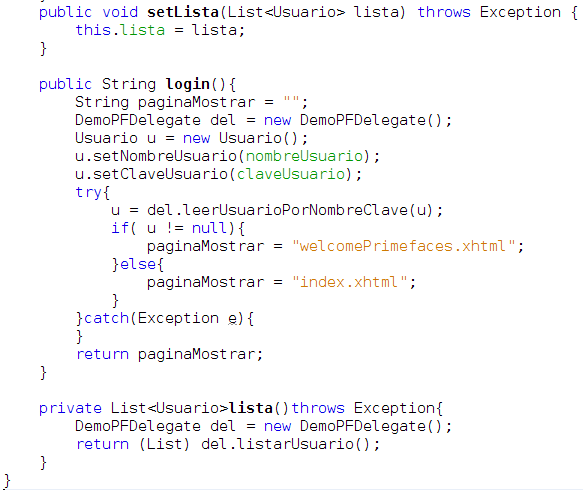 public void setLista(List<Usuario> lista) throws Exception {
this.lista = lista;
}
public String login(){
String paginaMostrar = "";
DemoPFDelegate del = new DemoPFDelegate();
Usuario u = new Usuario();
u.setNombreUsuario(nombreUsuario);
u.setClaveUsuario(claveUsuario);
try{
u = del.leerUsuarioPorNombreClave(u);
if( u != null){
paginaMostrar = "welcomePrimefaces.xhtml";
}else{
paginaMostrar = "index.xhtml";
}
}catch(Exception e){
}
return paginaMostrar;
}
private List<Usuario>lista()throws Exception{
DemoPFDelegate del = new DemoPFDelegate();
return (List) del.listarUsuario();
}
}